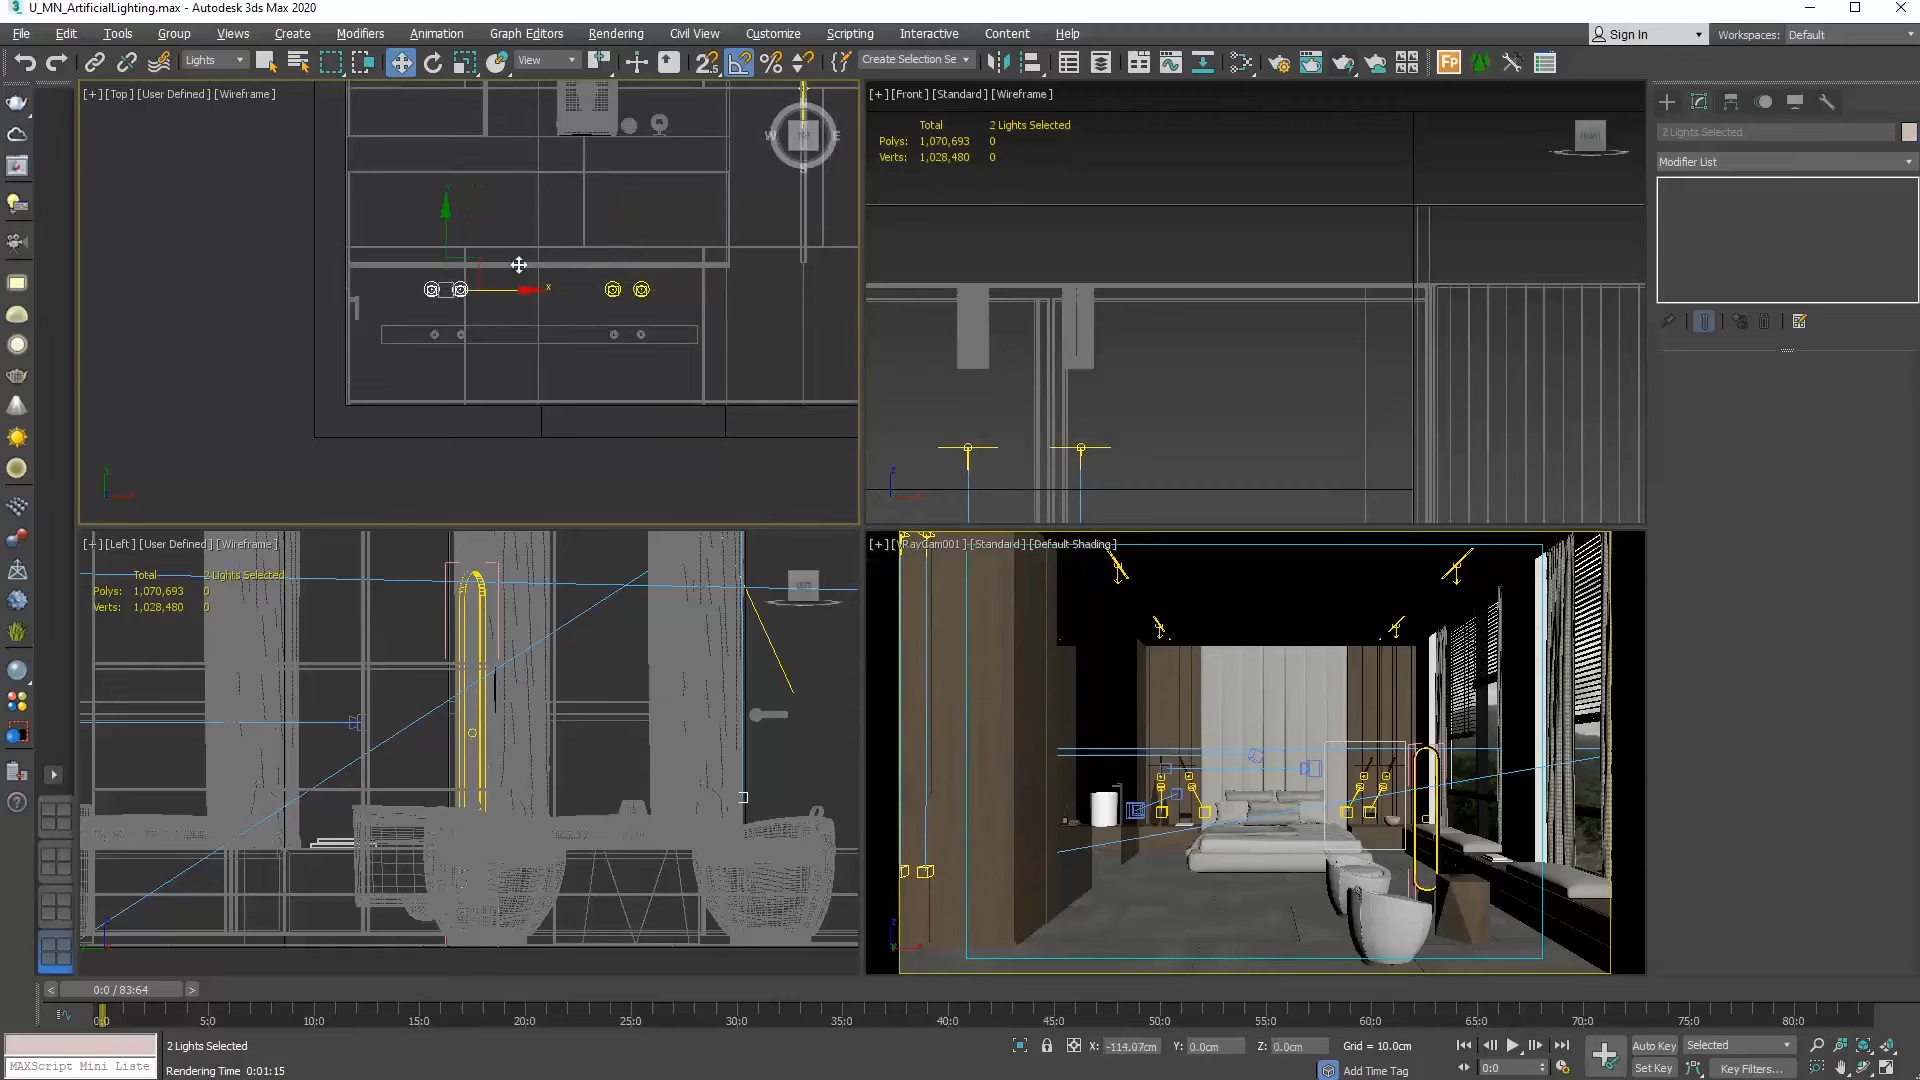 U_MN_ArtificialLighting.max - Autodesk 3ds Max 2020
File Edit Tools Group Views Create Modifiers Animation Graph Editors Rendering Civil View Customize Scripting Interactive Content Help Sign In Workspaces: Default
Lights View Create Selection Se
[+] [Top] [User Defined] [Wireframe]
[+] [Front] [Standard] [Wireframe]
Total 2 Lights Selected
Polys: 1,070,693 0
Verts: 1,028,480 0
W TOP E
S
x
2 Lights Selected
Modifier List
[+] [Left] [User Defined] [Wireframe]
Total 2 Lights Selected
Polys: 1,070,693 0
Verts: 1,028,480 0
LEFT
[+] [VRayCam001] [Standard] [Default Shading]
< 0:0 / 83:64 >
0:0 5:0 10:0 15:0 20:0 25:0 30:0 35:0 40:0 45:0 50:0 55:0 60:0 65:0 70:0 75:0 80:0
2 Lights Selected X: -114.07cm Y: 0.0cm Z: 0.0cm Grid = 10.0cm Auto Key Selected
MAXScript Mini Liste Rendering Time 0:01:15 Add Time Tag 0:0 Set Key Key Filters...